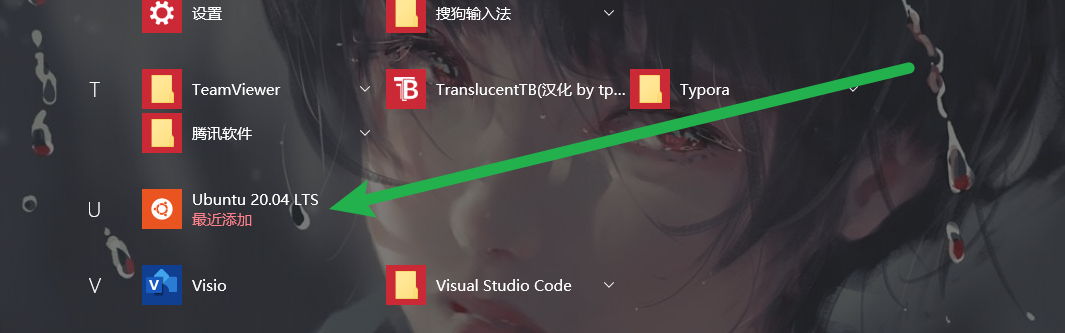 设置
搜狗输入法
T
TeamViewer
TranslucentTB(汉化 by tp...
Typora
腾讯软件
U
Ubuntu 20.04 LTS
最近添加
V
Visio
Visual Studio Code